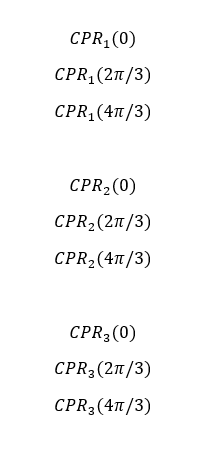 CPR₁(0)
CPR₁(2π/3)
CPR₁(4π/3)
CPR₂(0)
CPR₂(2π/3)
CPR₂(4π/3)
CPR₃(0)
CPR₃(2π/3)
CPR₃(4π/3)